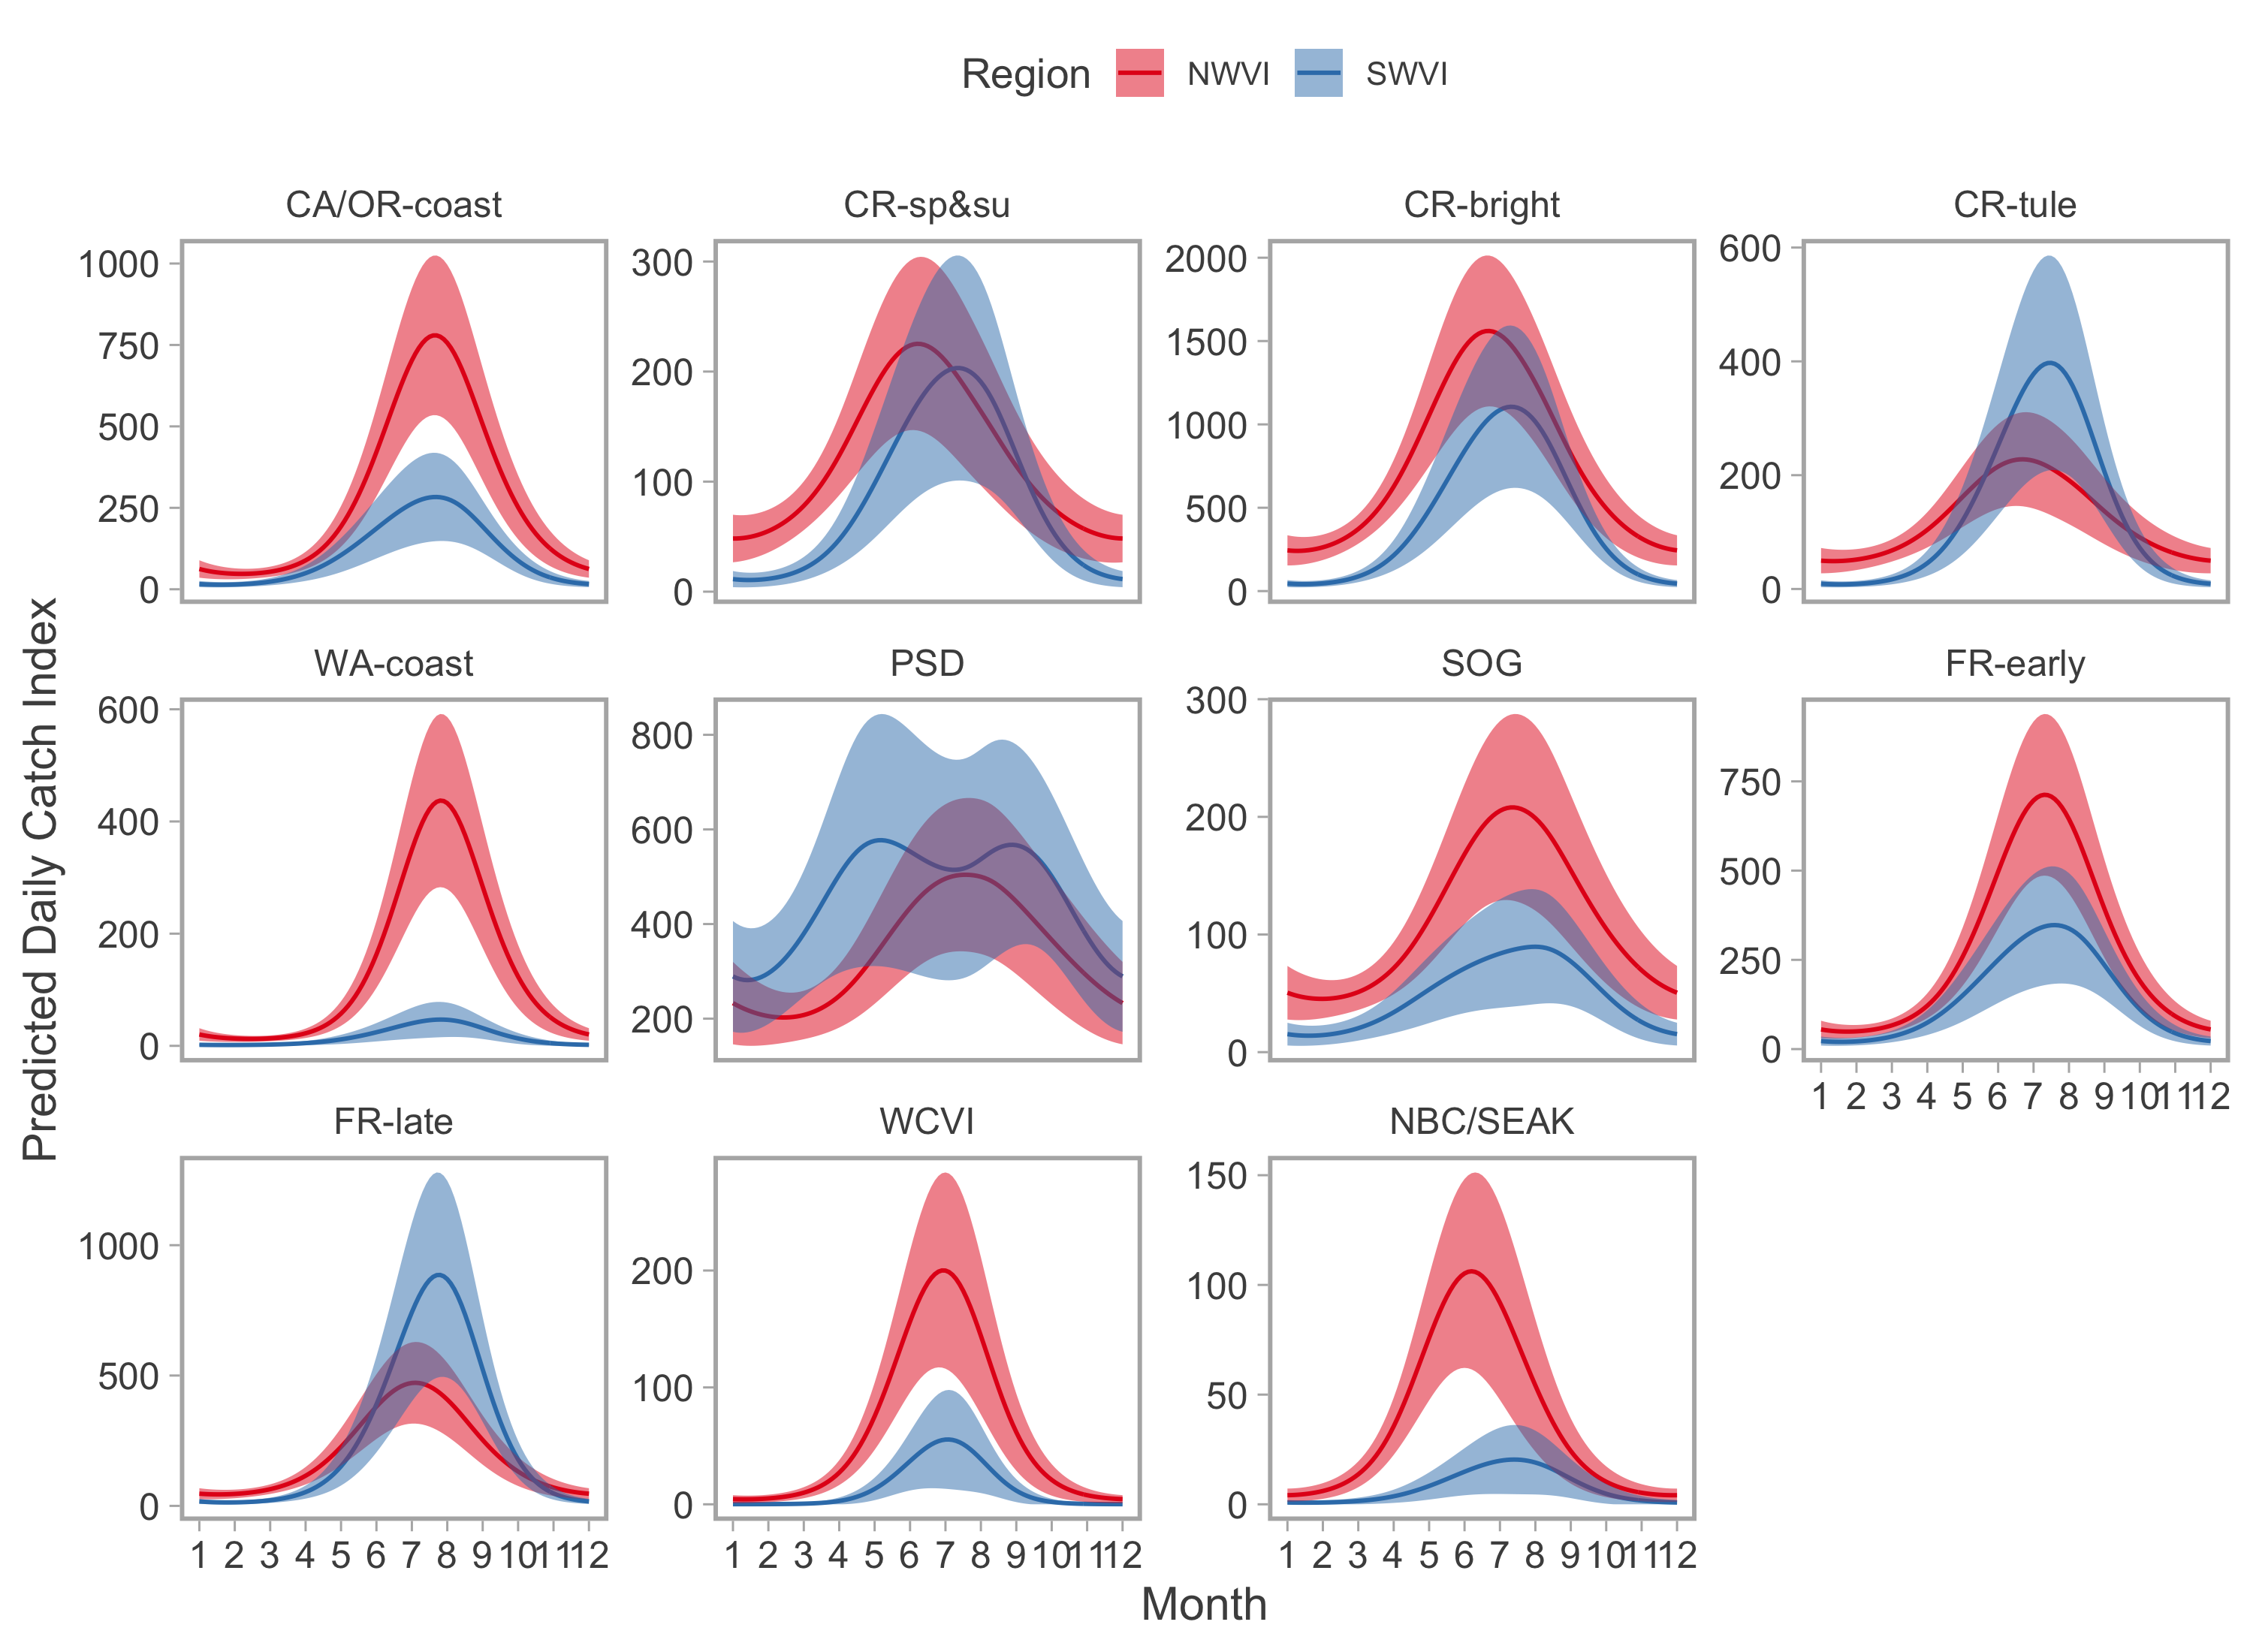 Region NWVI SWVI
CA/OR-coast CR-sp&su CR-bright CR-tule
1000 750 500 250 0
300 200 100 0
2000 1500 1000 500 0
600 400 200 0
Predicted Daily Catch Index
WA-coast PSD SOG FR-early
600 400 200 0
800 600 400 200
300 200 100 0
750 500 250 0
1 2 3 4 5 6 7 8 9 10 11 12
FR-late WCVI NBC/SEAK
1000 500 0
200 100 0
150 100 50 0
1 2 3 4 5 6 7 8 9 10 11 12
1 2 3 4 5 6 7 8 9 10 11 12
1 2 3 4 5 6 7 8 9 10 11 12
Month